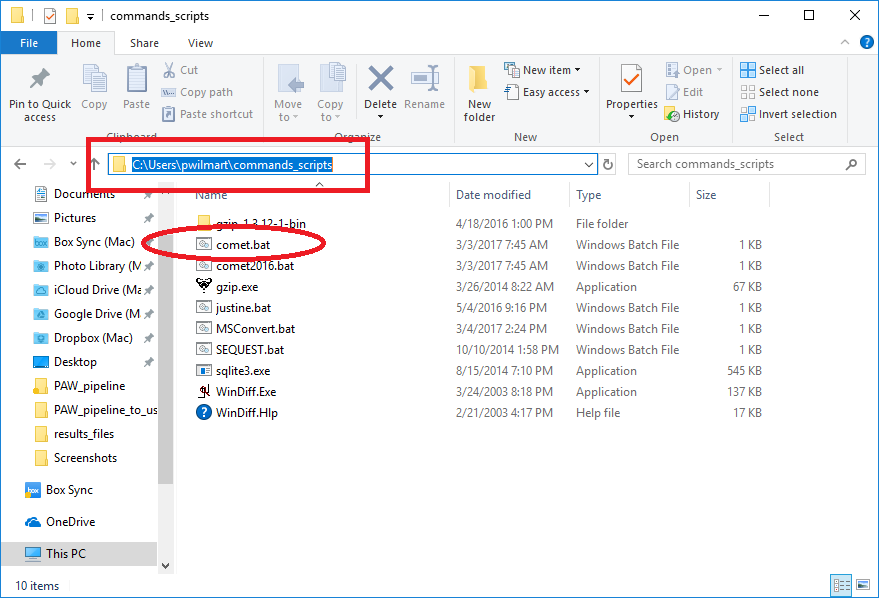 commands_scripts
File Home Share View
Pin to Quick access
Copy
Paste
Cut
Copy path
Paste shortcut
Clipboard
Move to
Copy to
Delete
Rename
Organize
New folder
New item
Easy access
New
Properties
Open
Edit
History
Open
Select all
Select none
Invert selection
Select
C:\Users\pwilmart\commands_scripts
Search commands_scripts
Documents
Pictures
Box Sync (Mac)
Photo Library (M
iCloud Drive (Ma
Google Drive (M
Dropbox (Mac)
Desktop
PAW_pipeline
PAW_pipeline_to_us
results_files
Screenshots
box Box Sync
OneDrive
This PC
Name Date modified Type Size
gzip-1.3.12-1-bin 4/18/2016 1:00 PM File folder
comet.bat 3/3/2017 7:45 AM Windows Batch File 1 KB
comet2016.bat 3/3/2017 7:45 AM Windows Batch File 1 KB
gzip.exe 3/26/2014 8:22 AM Application 67 KB
justine.bat 5/4/2016 9:16 PM Windows Batch File 1 KB
MSConvert.bat 3/4/2017 2:24 PM Windows Batch File 1 KB
SEQUEST.bat 10/10/2014 1:58 PM Windows Batch File 1 KB
sqlite3.exe 8/15/2014 7:10 PM Application 545 KB
WinDiff.Exe 3/24/2003 8:18 PM Application 137 KB
WinDiff.Hlp 2/21/2003 4:17 PM Help file 17 KB
10 items